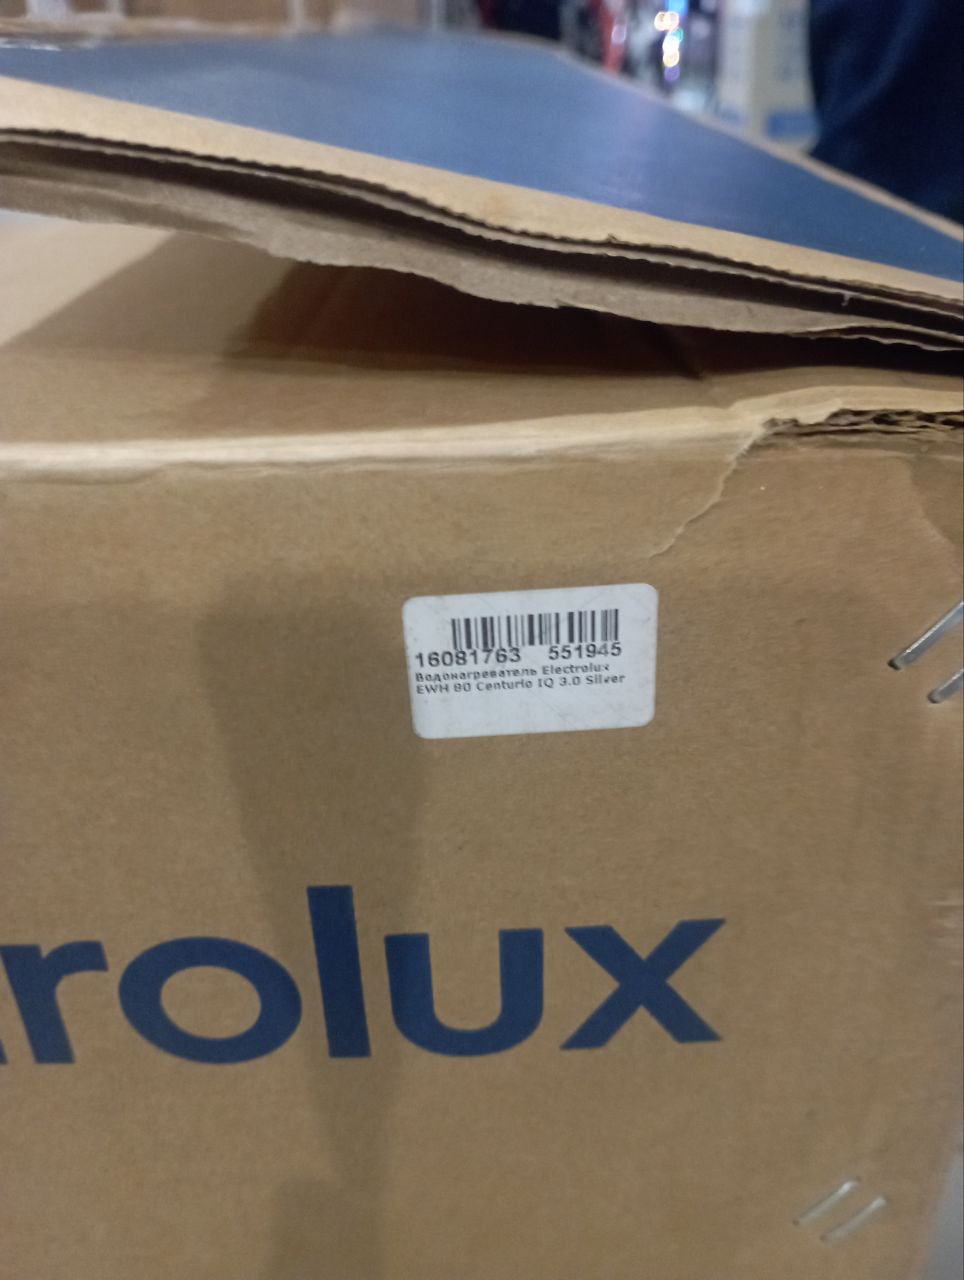 16081763 551945
Водонагреватель Electrolux
EWH 80 Centurio IQ 3.0 Silver
rolux